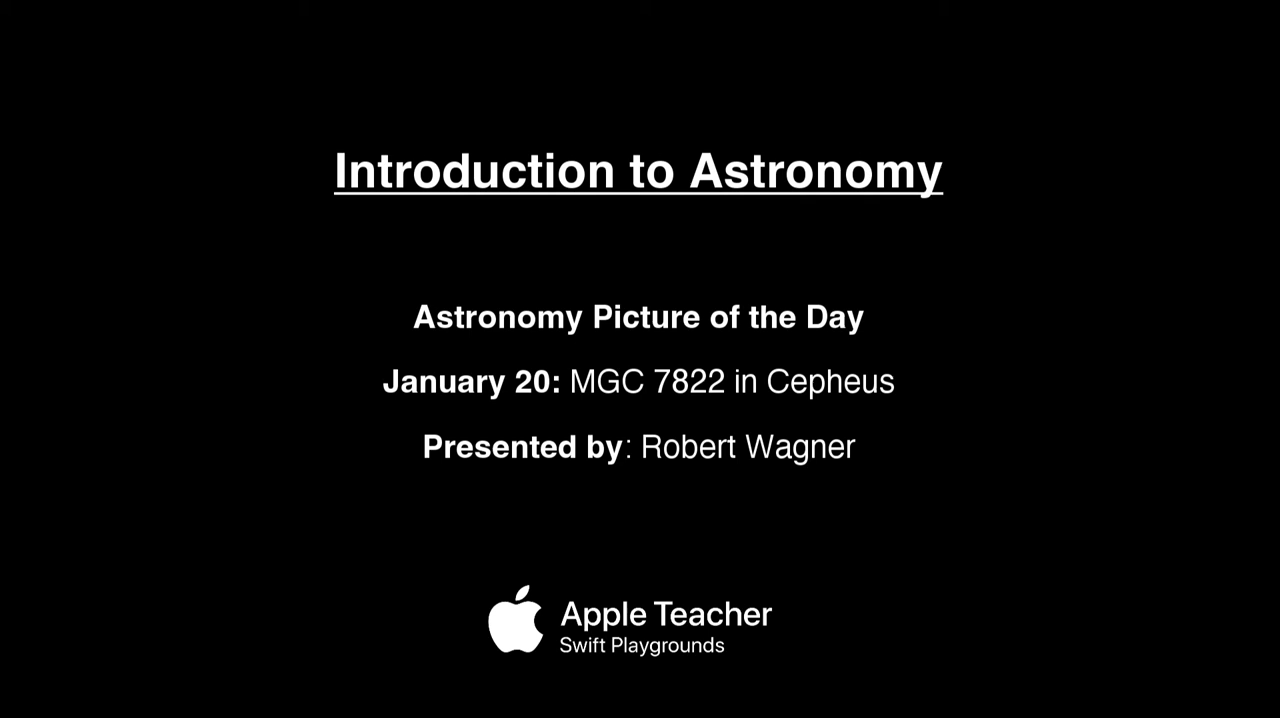 Introduction to Astronomy
Astronomy Picture of the Day
January 20: MGC 7822 in Cepheus
Presented by: Robert Wagner
Apple Teacher
Swift Playgrounds